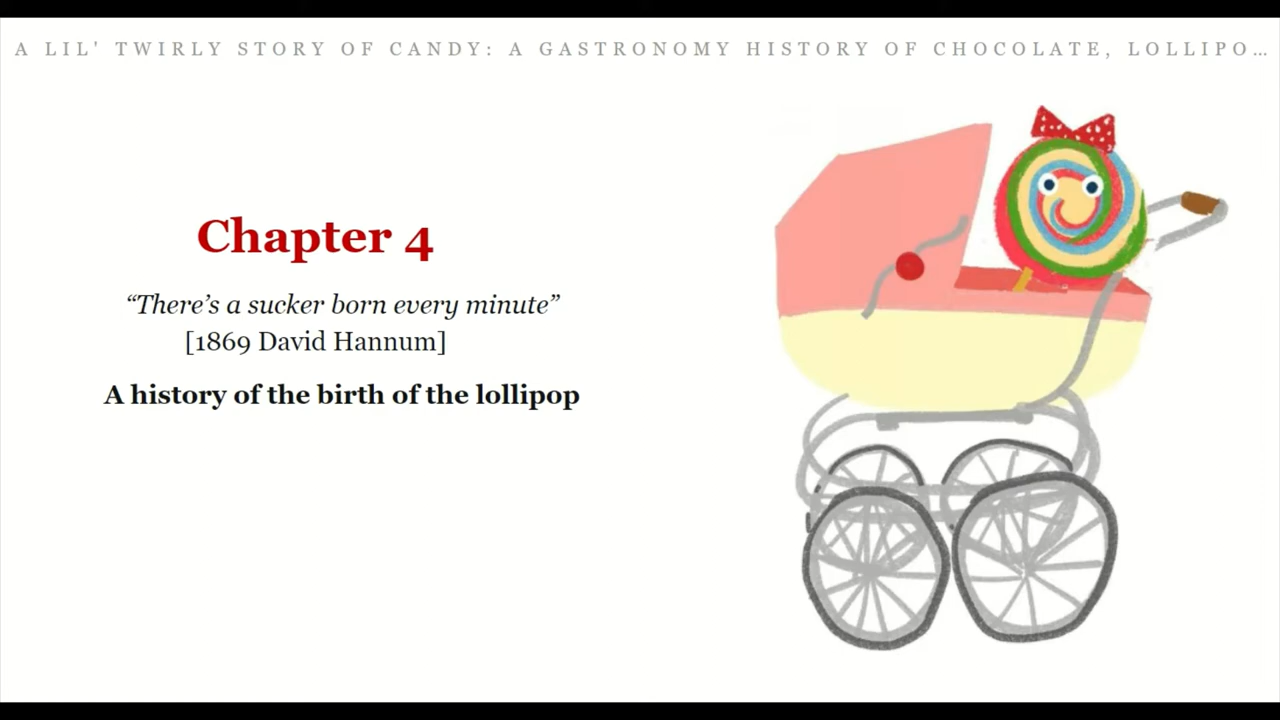 A LIL' TWIRLY STORY OF CANDY: A GASTRONOMY HISTORY OF CHOCOLATE, LOLLIPO…
Chapter 4
“There’s a sucker born every minute”
[1869 David Hannum]
A history of the birth of the lollipop